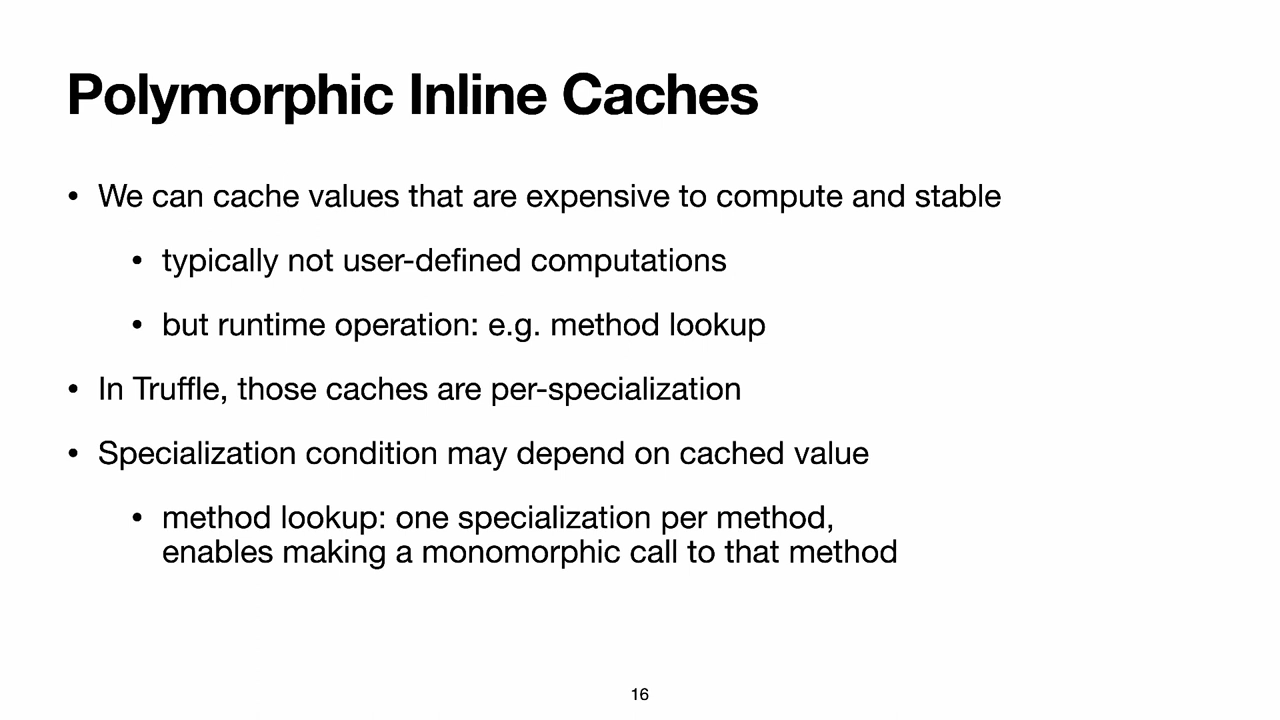 Polymorphic Inline Caches
• We can cache values that are expensive to compute and stable
• typically not user-defined computations
• but runtime operation: e.g. method lookup
• In Truffle, those caches are per-specialization
• Specialization condition may depend on cached value
• method lookup: one specialization per method,
enables making a monomorphic call to that method
16